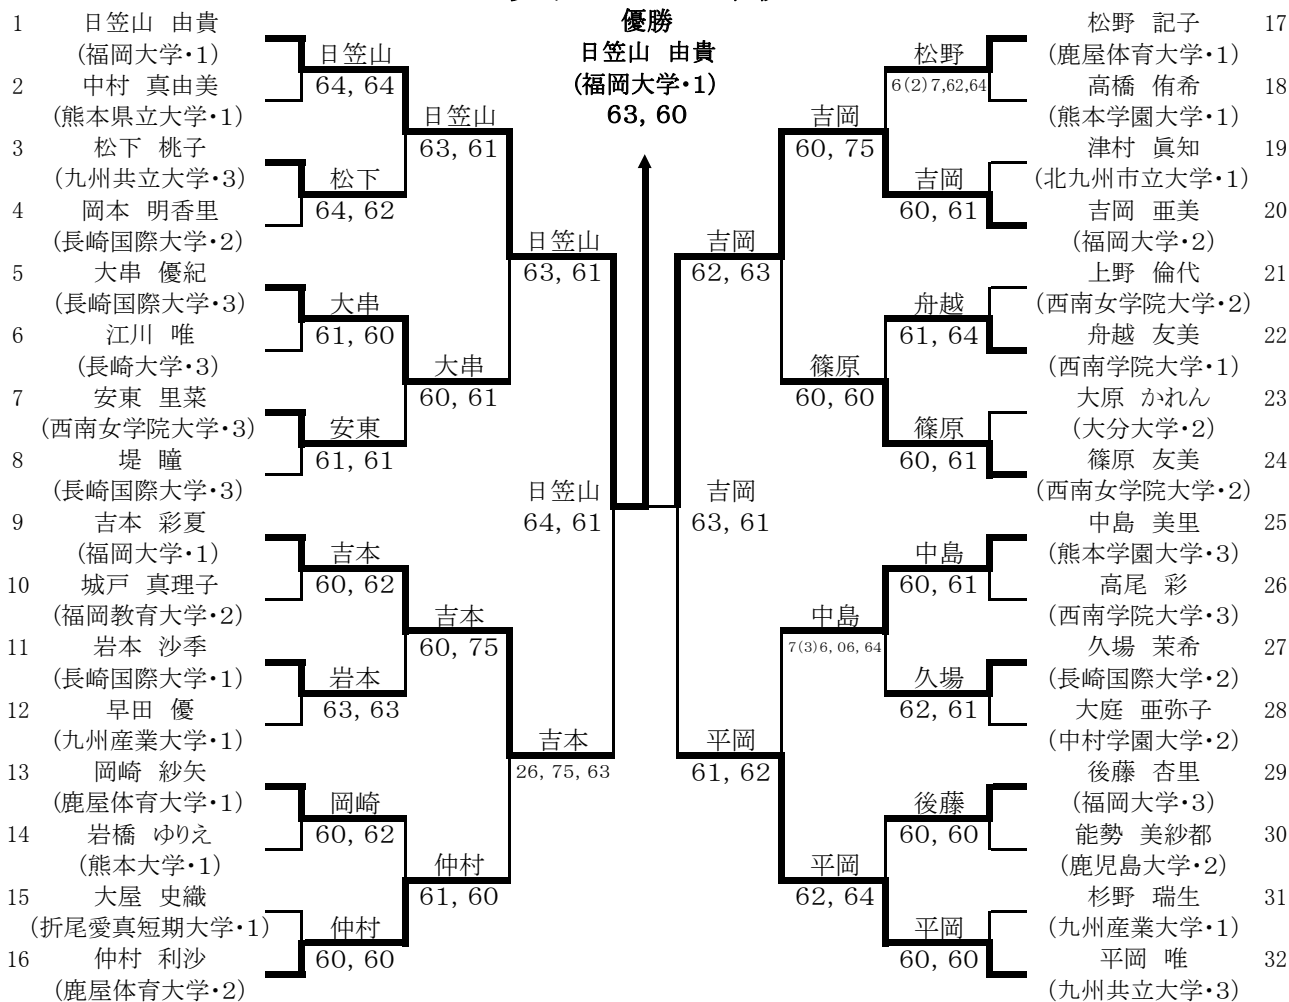 優勝
日笠山 由貴
(福岡大学・1)
63, 60
1 日笠山 由貴
(福岡大学・1)
2 中村 真由美
(熊本県立大学・1)
3 松下 桃子
(九州共立大学・3)
4 岡本 明香里
(長崎国際大学・2)
5 大串 優紀
(長崎国際大学・3)
6 江川 唯
(長崎大学・3)
7 安東 里菜
(西南女学院大学・3)
8 堤 瞳
(長崎国際大学・3)
9 吉本 彩夏
(福岡大学・1)
10 城戸 真理子
(福岡教育大学・2)
11 岩本 沙季
(長崎国際大学・1)
12 早田 優
(九州産業大学・1)
13 岡崎 紗矢
(鹿屋体育大学・1)
14 岩橋 ゆりえ
(熊本大学・1)
15 大屋 史織
(折尾愛真短期大学・1)
16 仲村 利沙
(鹿屋体育大学・2)
日笠山
64, 64
松下
64, 62
大串
61, 60
安東
61, 61
吉本
60, 62
岩本
63, 63
岡崎
60, 62
仲村
60, 60
日笠山
63, 61
大串
60, 61
吉本
60, 75
仲村
61, 60
日笠山
63, 61
吉本
26, 75, 63
日笠山
64, 61
吉岡
63, 61
吉岡
62, 63
平岡
61, 62
吉岡
60, 75
篠原
60, 60
中島
7(3)6, 06, 64
平岡
62, 64
松野
6(2)7,62,64
吉岡
60, 61
舟越
61, 64
篠原
60, 61
中島
60, 61
久場
62, 61
後藤
60, 60
平岡
60, 60
松野 記子 17
(鹿屋体育大学・1)
高橋 侑希 18
(熊本学園大学・1)
津村 眞知 19
(北九州市立大学・1)
吉岡 亜美 20
(福岡大学・2)
上野 倫代 21
(西南女学院大学・2)
舟越 友美 22
(西南学院大学・1)
大原 かれん 23
(大分大学・2)
篠原 友美 24
(西南女学院大学・2)
中島 美里 25
(熊本学園大学・3)
高尾 彩 26
(西南学院大学・3)
久場 茉希 27
(長崎国際大学・2)
大庭 亜弥子 28
(中村学園大学・2)
後藤 杏里 29
(福岡大学・3)
能勢 美紗都 30
(鹿児島大学・2)
杉野 瑞生 31
(九州産業大学・1)
平岡 唯 32
(九州共立大学・3)